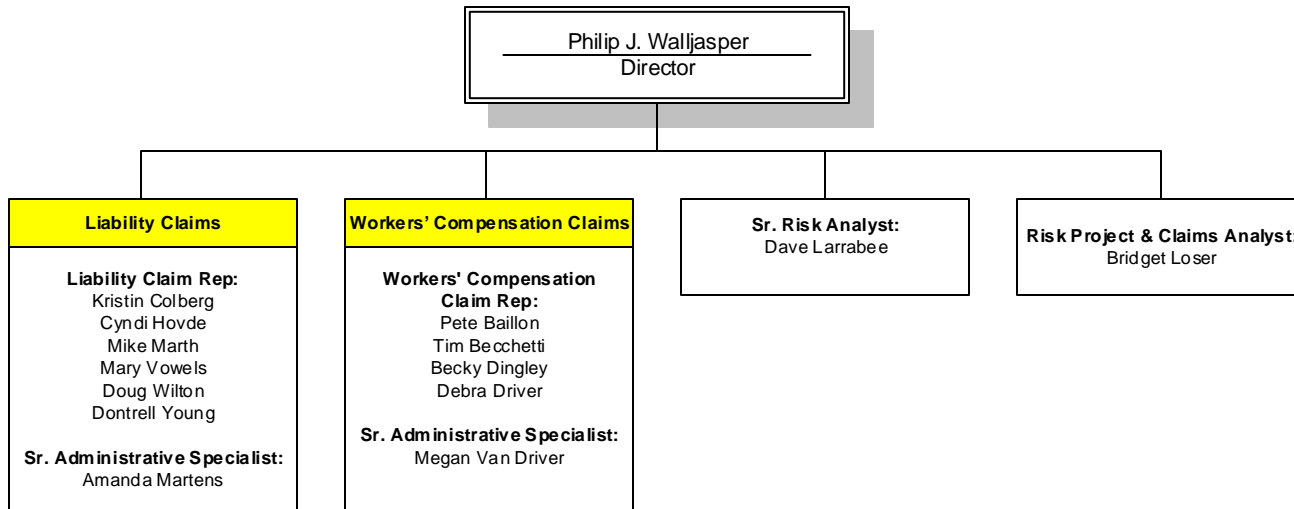 Philip J. Walljasper
Director
Liability Claims
Liability Claim Rep:
Kristin Colberg
Cyndi Hovde
Mike Marth
Mary Vowels
Doug Wilton
Dontrell Young
Sr. Administrative Specialist:
Amanda Martens
Workers’ Compensation Claims
Workers' Compensation
Claim Rep:
Pete Baillon
Tim Becchetti
Becky Dingley
Debra Driver
Sr. Administrative Specialist:
Megan Van Driver
Sr. Risk Analyst:
Dave Larrabee
Risk Project & Claims Analyst:
Bridget Loser